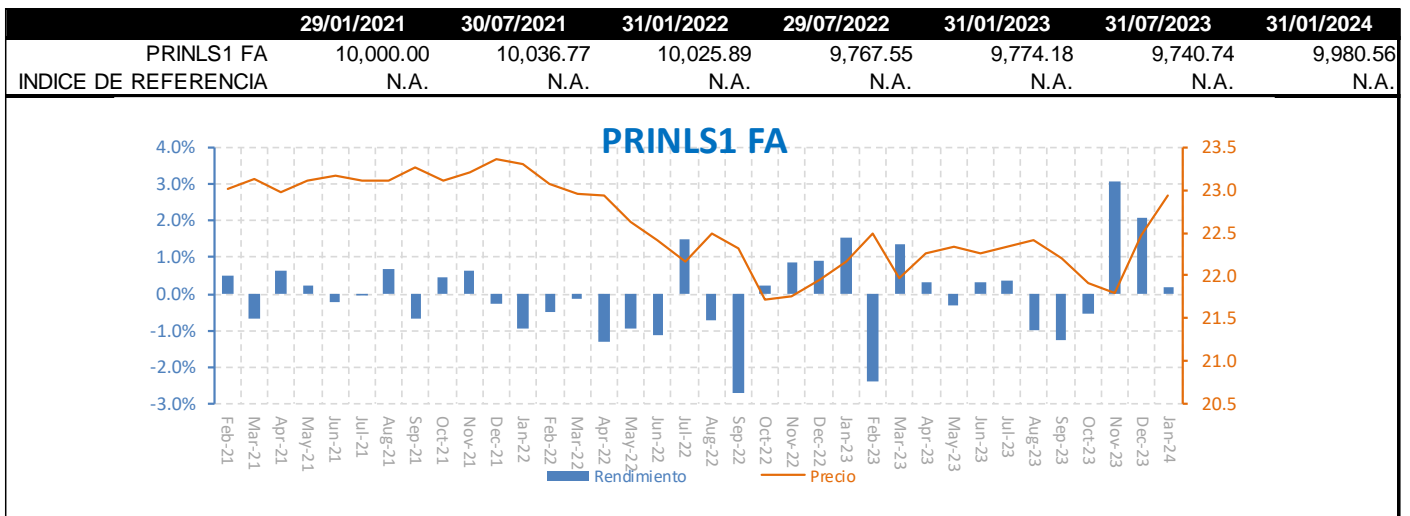 29/01/2021 30/07/2021 31/01/2022 29/07/2022 31/01/2023 31/07/2023 31/01/2024
PRINLS1 FA 10,000.00 10,036.77 10,025.89 9,767.55 9,774.18 9,740.74 9,980.56
INDICE DE REFERENCIA N.A. N.A. N.A. N.A. N.A. N.A. N.A.
PRINLS1 FA
4.0% 23.5
3.0% 23.0
2.0% 22.5
1.0% 22.0
0.0%
-1.0% 21.5
-2.0% 21.0
-3.0% 20.5
Feb-21 Mar-21 Apr-21 May-21 Jun-21 Jul-21 Aug-21 Sep-21 Oct-21 Nov-21 Dec-21 Jan-22 Feb-22 Mar-22 Apr-22 May-22 Jun-22 Jul-22 Aug-22 Sep-22 Oct-22 Nov-22 Dec-22 Jan-23 Feb-23 Mar-23 Apr-23 May-23 Jun-23 Jul-23 Aug-23 Sep-23 Oct-23 Nov-23 Dec-23 Jan-24
Rendimiento Precio